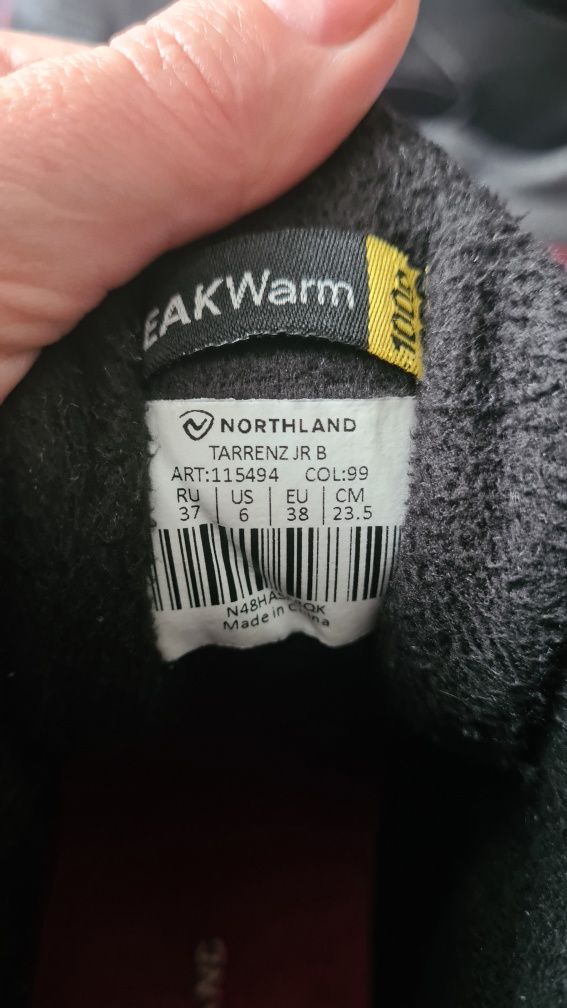 EAKWarm
100g
NORTHLAND
TARRENZ JR B
ART:115494 COL:99
RU US EU CM
37 6 38 23.5
Made in China